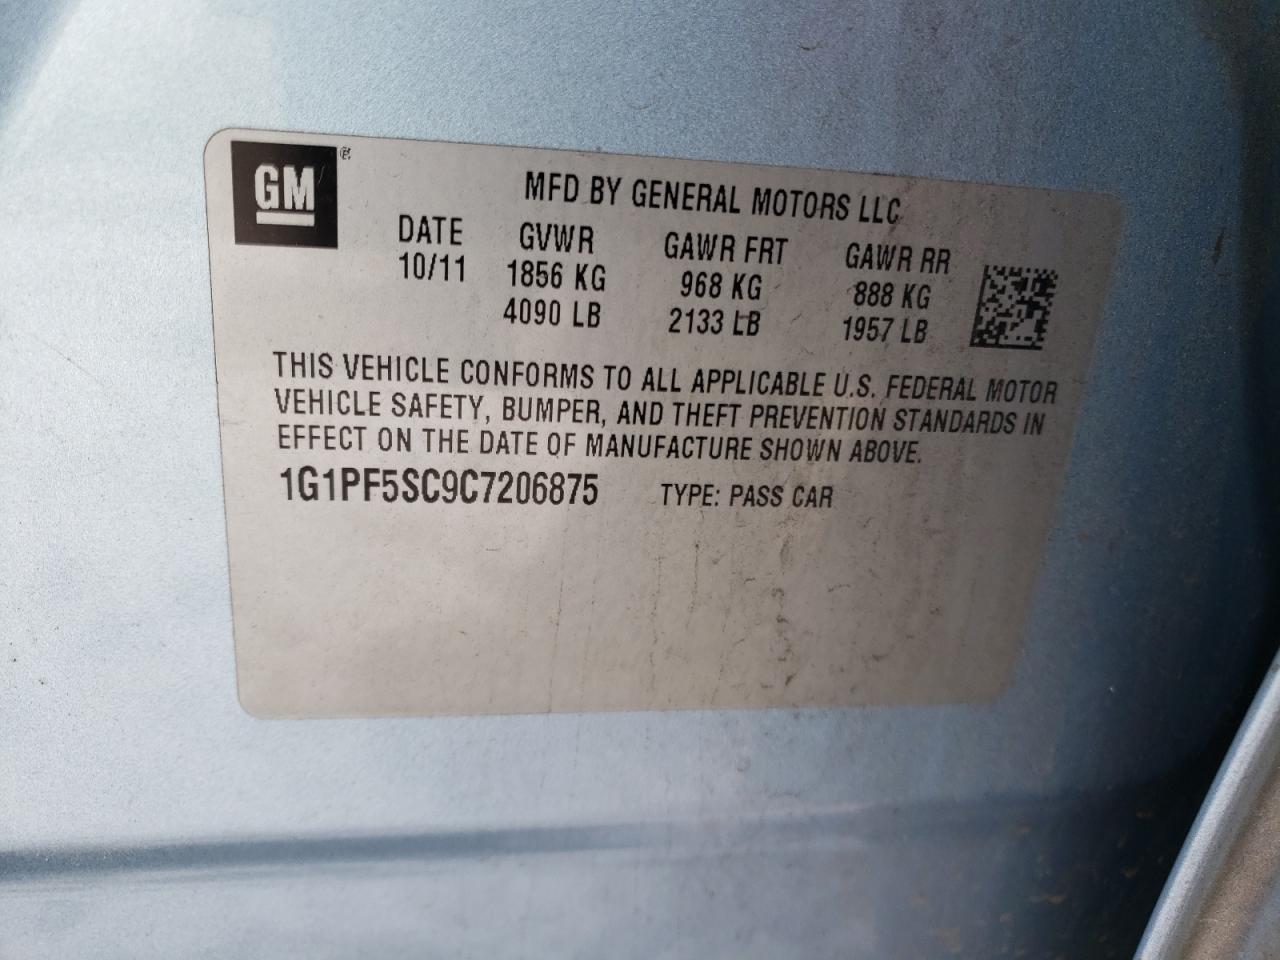 GM®
MFD BY GENERAL MOTORS LLC
DATE GVWR GAWR FRT GAWR RR
10/11 1856 KG 968 KG 888 KG
4090 LB 2133 LB 1957 LB
THIS VEHICLE CONFORMS TO ALL APPLICABLE U.S. FEDERAL MOTOR
VEHICLE SAFETY, BUMPER, AND THEFT PREVENTION STANDARDS IN
EFFECT ON THE DATE OF MANUFACTURE SHOWN ABOVE.
1G1PF5SC9C7206875 TYPE: PASS CAR